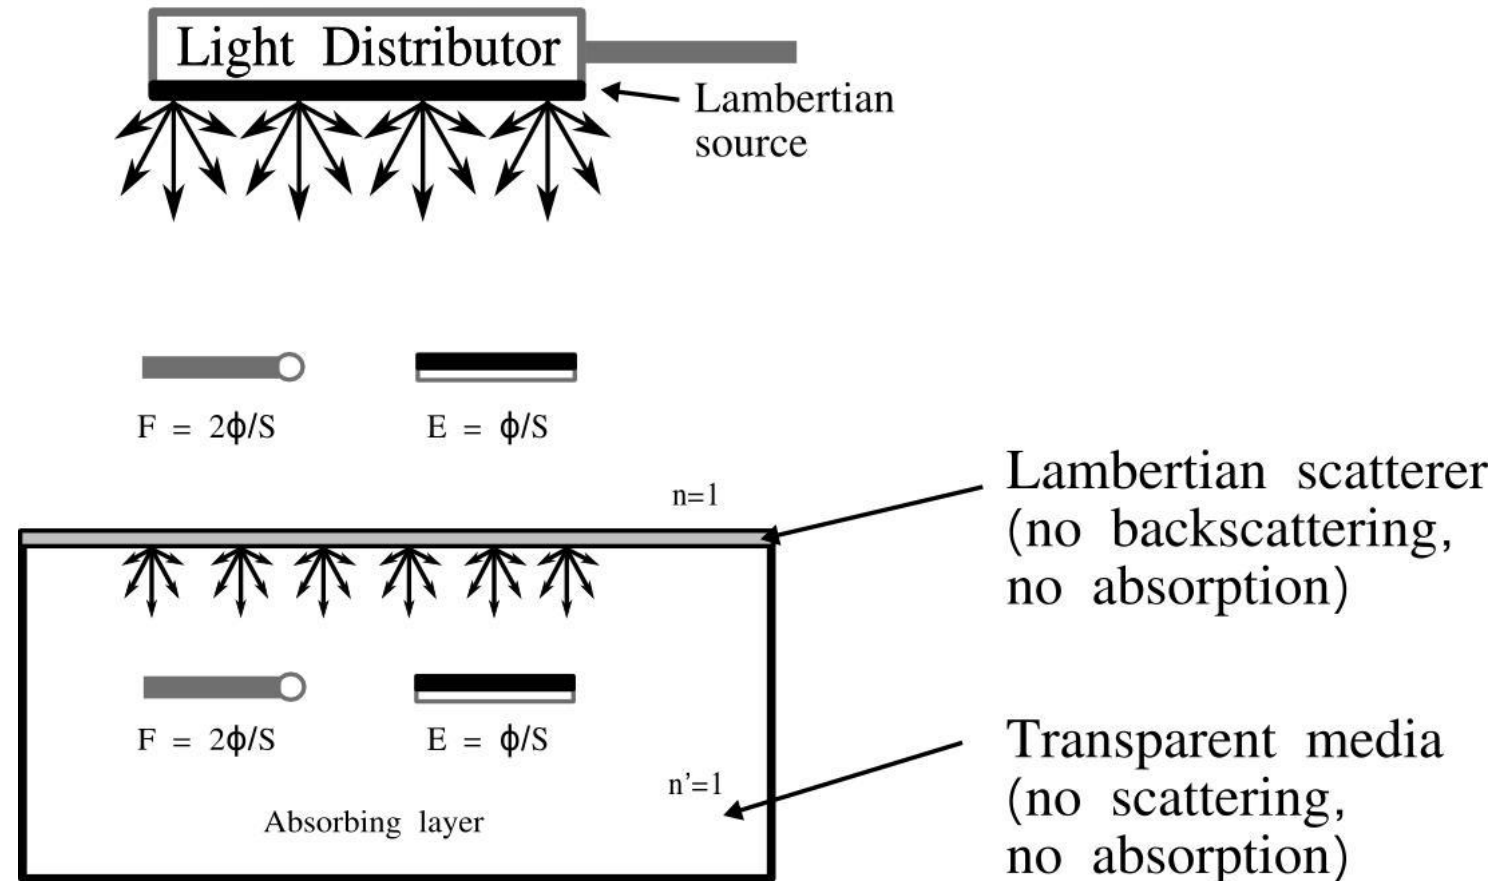 Light Distributor
Lambertian
source
F = 2ϕ/S
E = ϕ/S
n=1
Lambertian scatterer
(no backscattering,
no absorption)
F = 2ϕ/S
E = ϕ/S
n'=1
Absorbing layer
Transparent media
(no scattering,
no absorption)